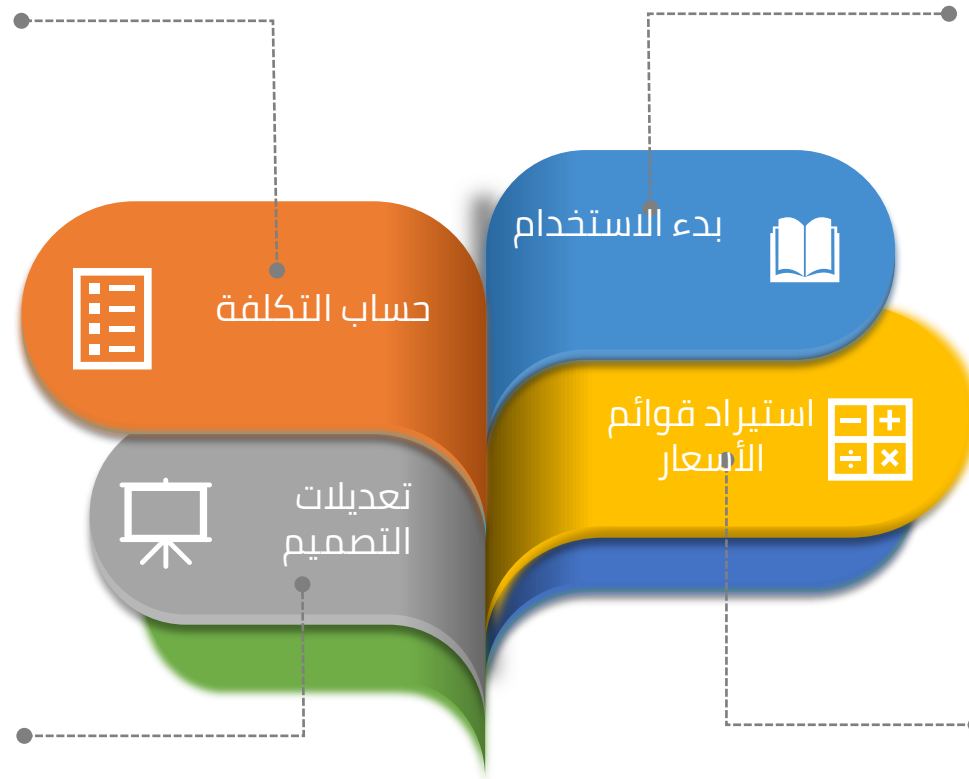 بدء الاستخدام
حساب التكلفة
استيراد قوائم
الأسعار
تعديلات
التصميم